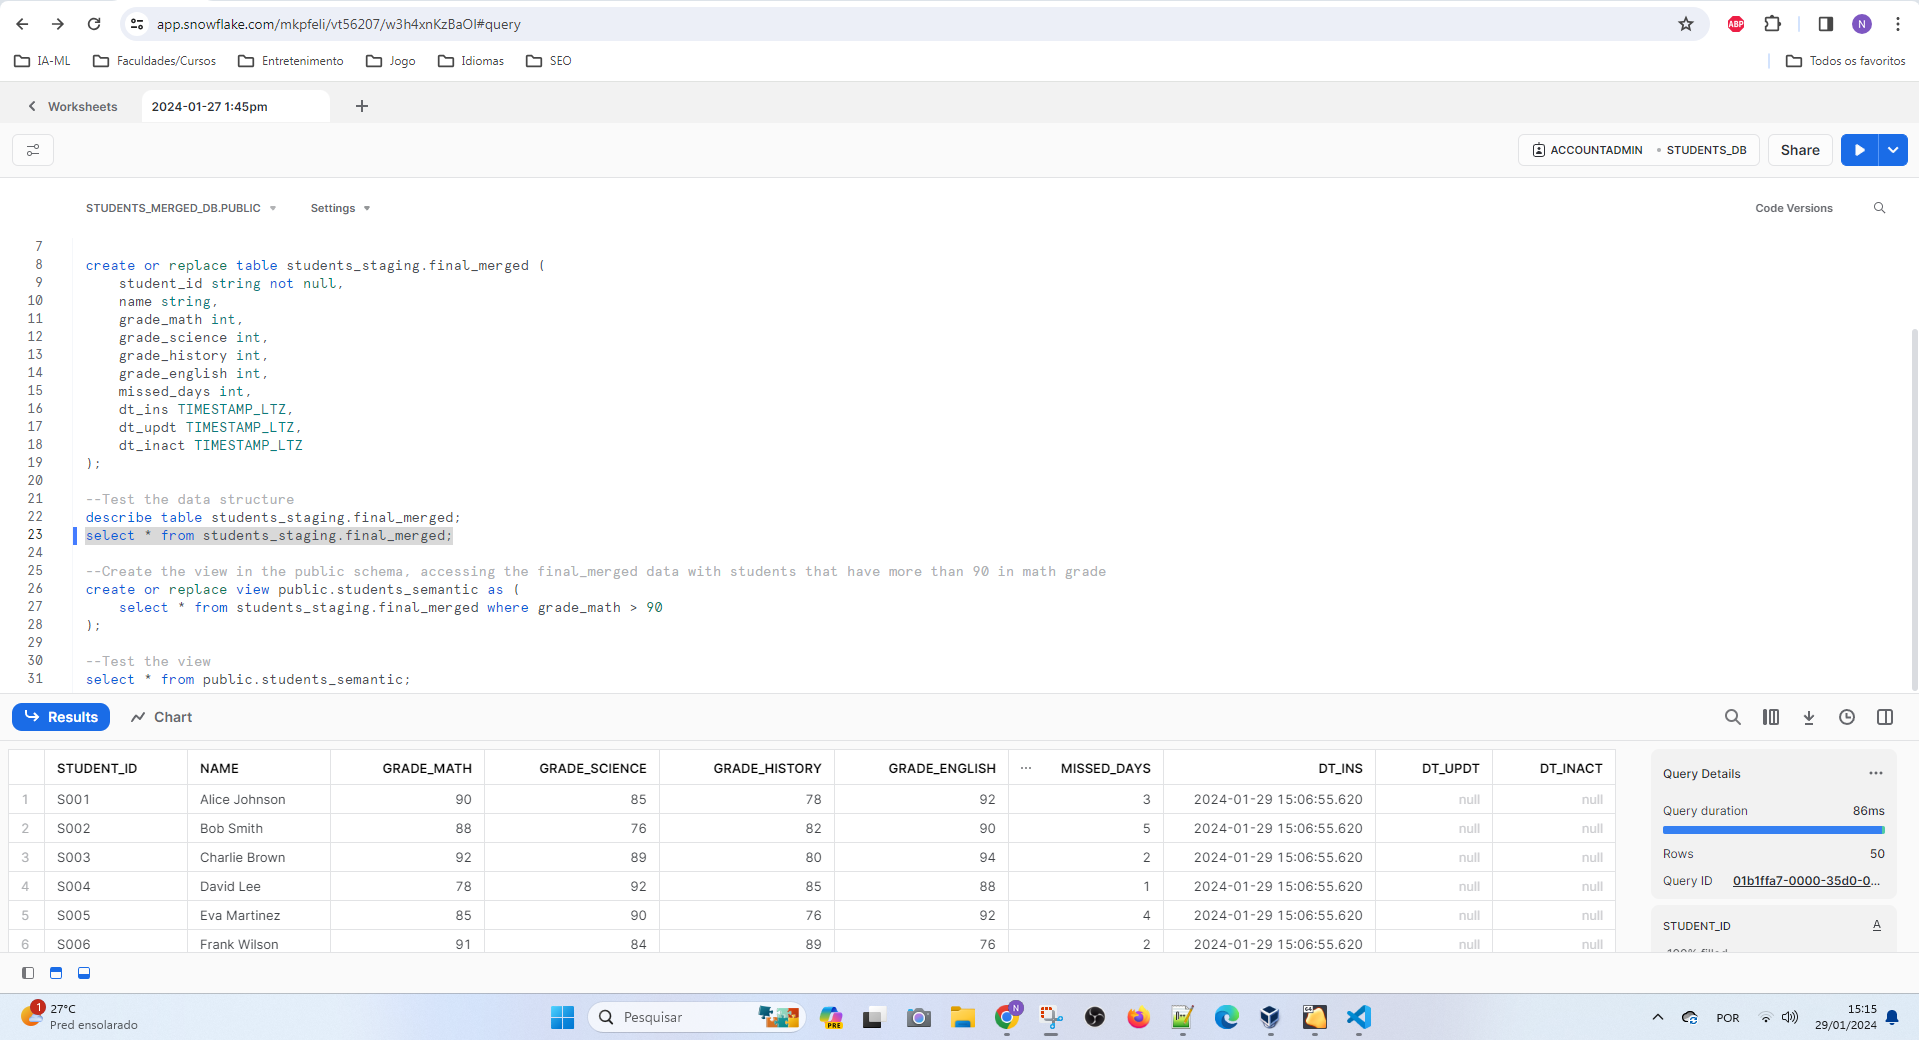 app.snowflake.com/mkpfeli/vt56207/w3h4xnKzBaOl#query
ABP
N
IA-ML
Faculdades/Cursos
Entretenimento
Jogo
Idiomas
SEO
Todos os favoritos
Worksheets
2024-01-27 1:45pm
ACCOUNTADMIN
STUDENTS_DB
Share
STUDENTS_MERGED_DB.PUBLIC
Settings
Code Versions
7
8 create or replace table students_staging.final_merged (
9 student_id string not null,
10 name string,
11 grade_math int,
12 grade_science int,
13 grade_history int,
14 grade_english int,
15 missed_days int,
16 dt_ins TIMESTAMP_LTZ,
17 dt_updt TIMESTAMP_LTZ,
18 dt_inact TIMESTAMP_LTZ
19 );
20
21 --Test the data structure
22 describe table students_staging.final_merged;
23 select * from students_staging.final_merged;
24
25 --Create the view in the public schema, accessing the final_merged data with students that have more than 90 in math grade
26 create or replace view public.students_semantic as (
27 select * from students_staging.final_merged where grade_math > 90
28 );
29
30 --Test the view
31 select * from public.students_semantic;
Results
Chart
STUDENT_ID NAME GRADE_MATH GRADE_SCIENCE GRADE_HISTORY GRADE_ENGLISH ... MISSED_DAYS DT_INS DT_UPDT DT_INACT
1 S001 Alice Johnson 90 85 78 92 3 2024-01-29 15:06:55.620 null null
2 S002 Bob Smith 88 76 82 90 5 2024-01-29 15:06:55.620 null null
3 S003 Charlie Brown 92 89 80 94 2 2024-01-29 15:06:55.620 null null
4 S004 David Lee 78 92 85 88 1 2024-01-29 15:06:55.620 null null
5 S005 Eva Martinez 85 90 76 92 4 2024-01-29 15:06:55.620 null null
6 S006 Frank Wilson 91 84 89 76 2 2024-01-29 15:06:55.620 null null
Query Details
...
Query duration 86ms
Rows 50
Query ID 01b1ffa7-0000-35d0-0...
STUDENT_ID A
100% filled
1
27°C
Pred ensolarado
Pesquisar
PRE
N
POR
15:15
29/01/2024